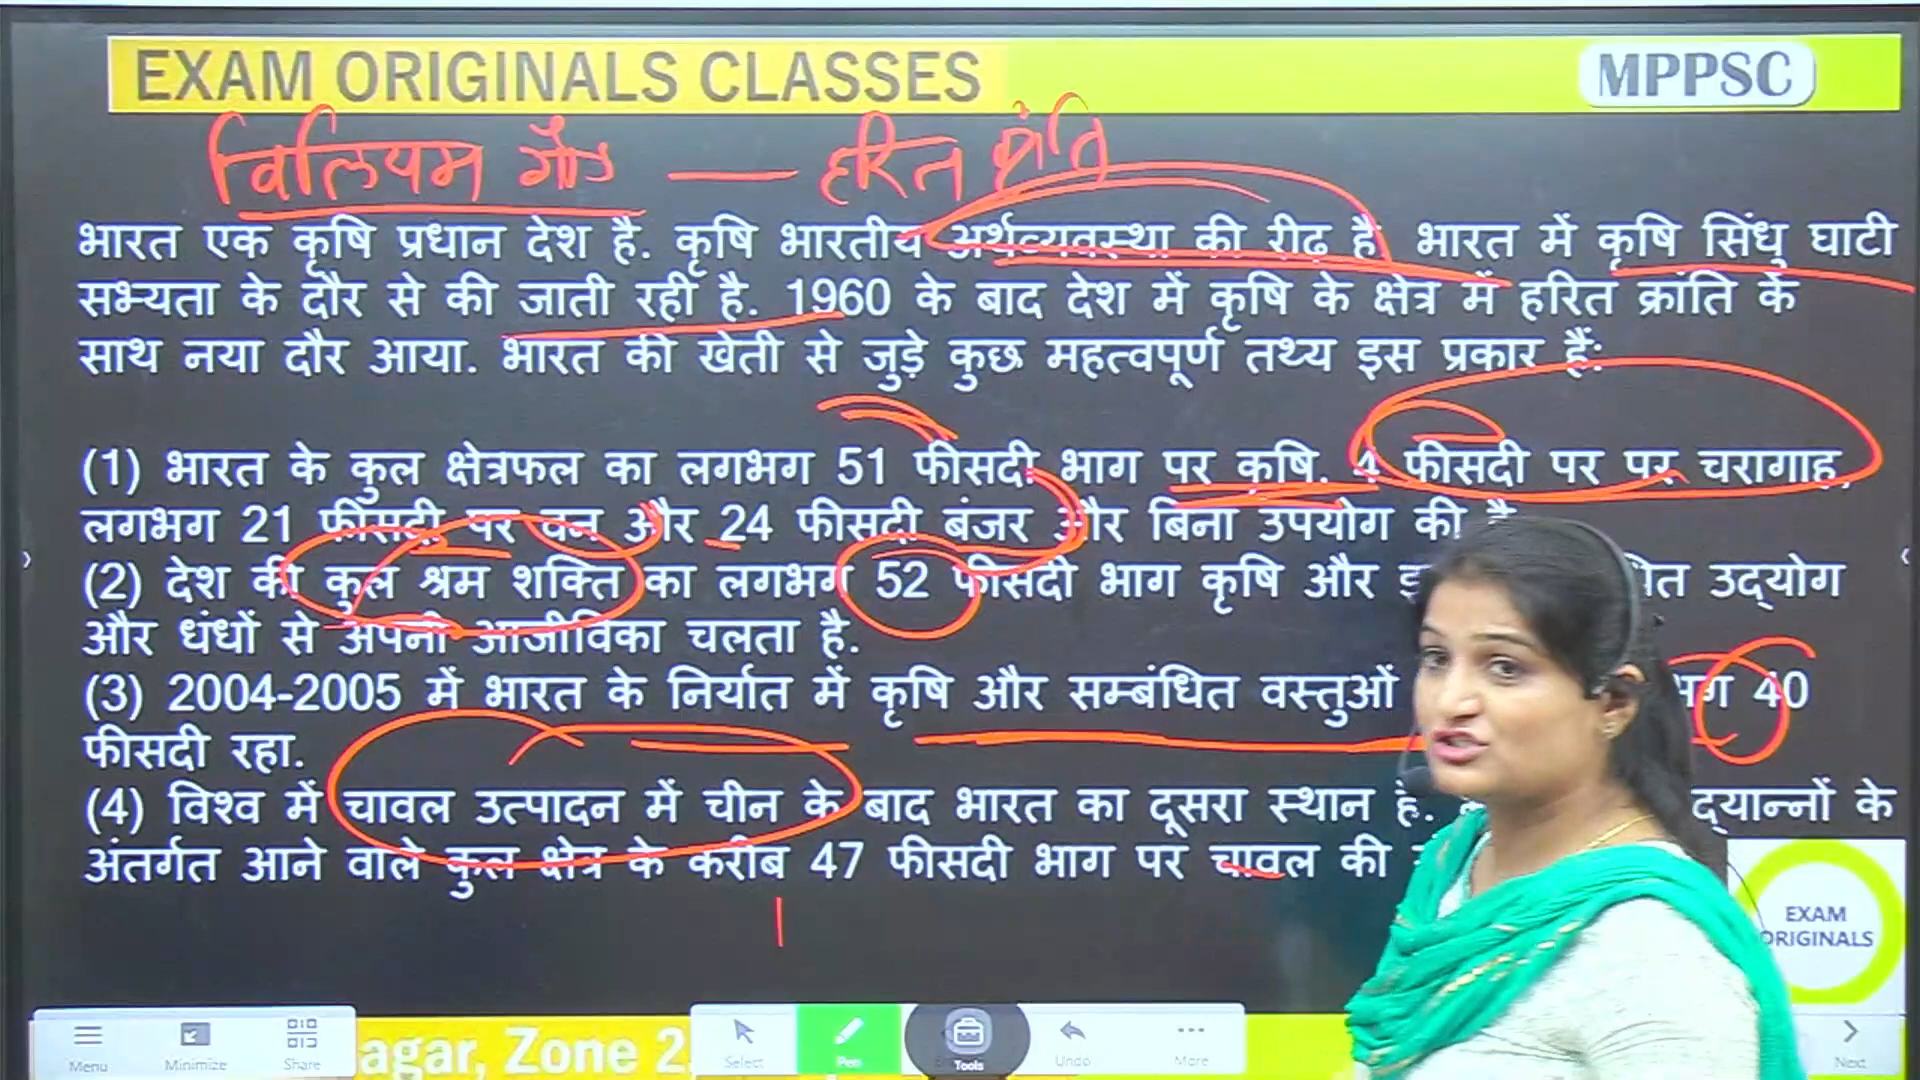 EXAM ORIGINALS CLASSES
MPPSC
विलियम गौड — हरित क्रांति
भारत एक कृषि प्रधान देश है. कृषि भारतीय अर्थव्यवस्था की रीढ़ है भारत में कृषि सिंधु घाटी
सभ्यता के दौर से की जाती रही है. 1960 के बाद देश में कृषि के क्षेत्र में हरित क्रांति के
साथ नया दौर आया. भारत की खेती से जुड़े कुछ महत्वपूर्ण तथ्य इस प्रकार हैं:
(1) भारत के कुल क्षेत्रफल का लगभग 51 फीसदी भाग पर कृषि. 4 फीसदी पर पर चरागाह,
लगभग 21 फीसदी पर वन और 24 फीसदी बंजर और बिना उपयोग की है
(2) देश की कुल श्रम शक्ति का लगभग 52 फीसदी भाग कृषि और उद्योग
और धंधों से अपनी आजीविका चलता है.
(3) 2004-2005 में भारत के निर्यात में कृषि और सम्बंधित वस्तुओं 40
फीसदी रहा.
(4) विश्व में चावल उत्पादन में चीन के बाद भारत का दूसरा स्थान है. द्यान्नों के
अंतर्गत आने वाले कुल क्षेत्र के करीब 47 फीसदी भाग पर चावल की
EXAM
ORIGINALS
agar, Zone 2
Menu Minimize Share Select Pen Tools Undo More Next